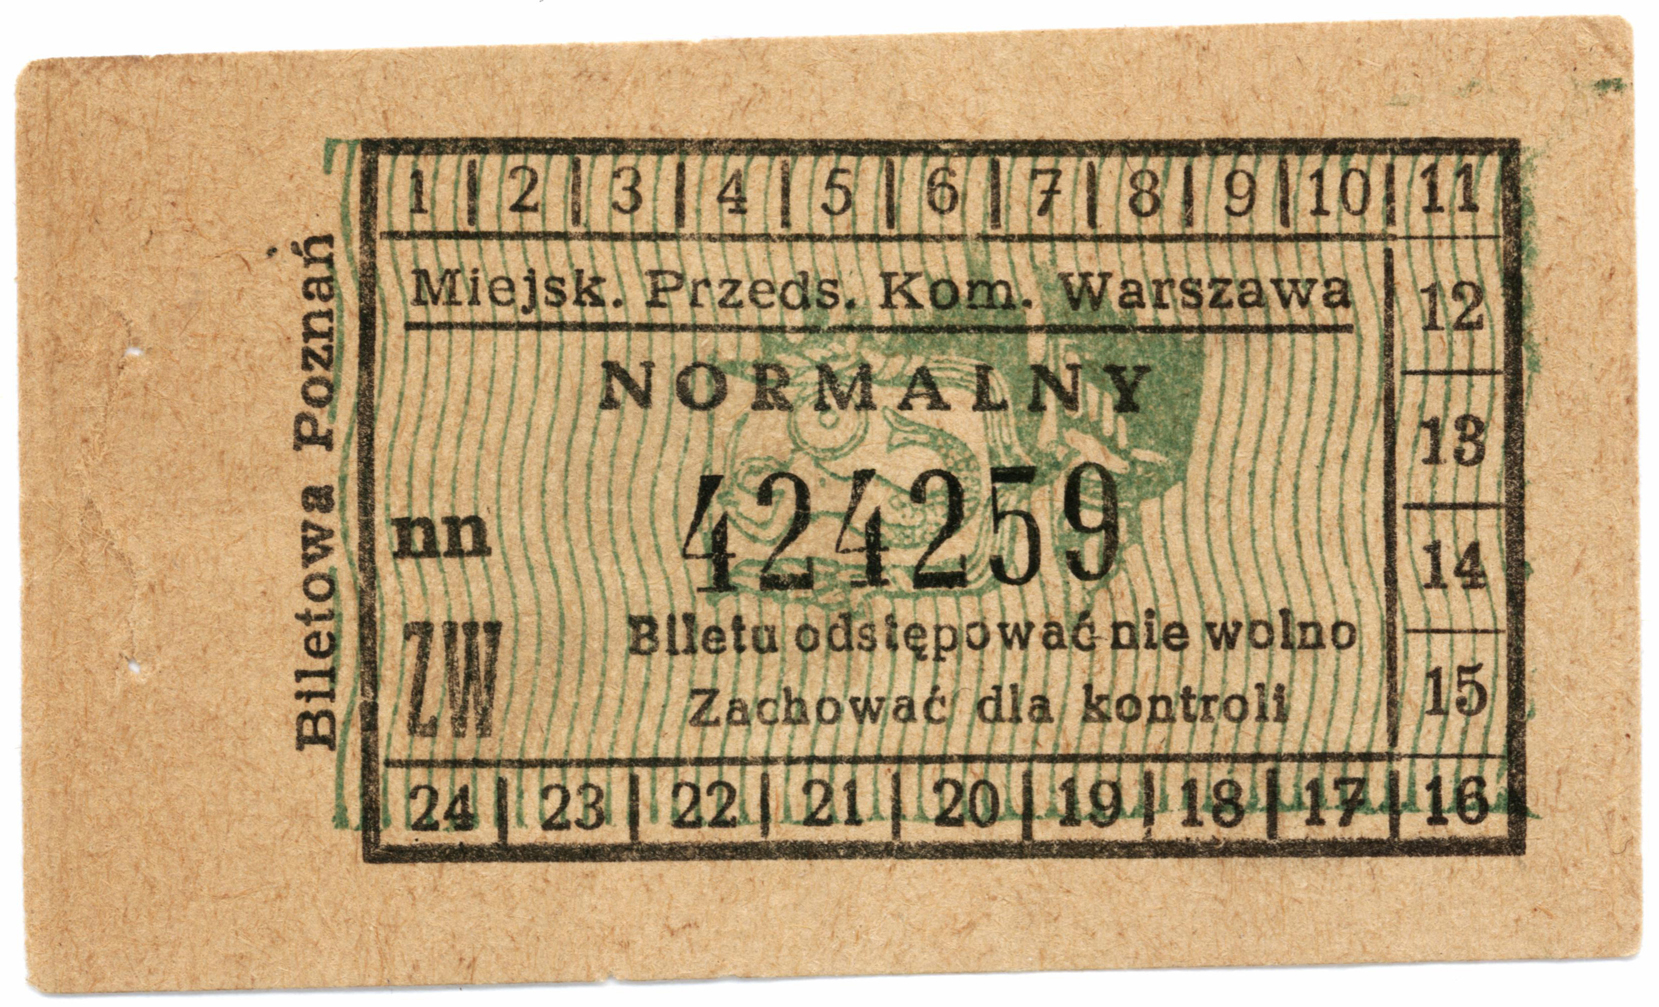 1 | 2 | 3 | 4 | 5 | 6 | 7 | 8 | 9 | 10 | 11
Miejsk. Przeds. Kom. Warszawa
12
NORMALNY
13
424259
nn
14
Biletu odstępować nie wolno
ZW
Zachować dla kontroli
15
24 | 23 | 22 | 21 | 20 | 19 | 18 | 17 | 16
Biletowa Poznań